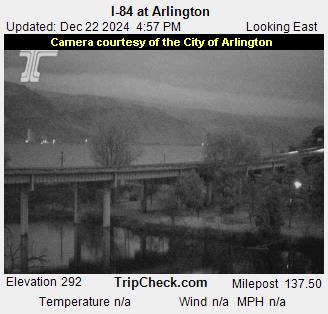 I-84 at Arlington
Updated: Dec 22 2024 4:57 PM Looking East
Camera courtesy of the City of Arlington
Elevation 292 TripCheck.com Milepost 137.50
Temperature n/a Wind n/a MPH n/a